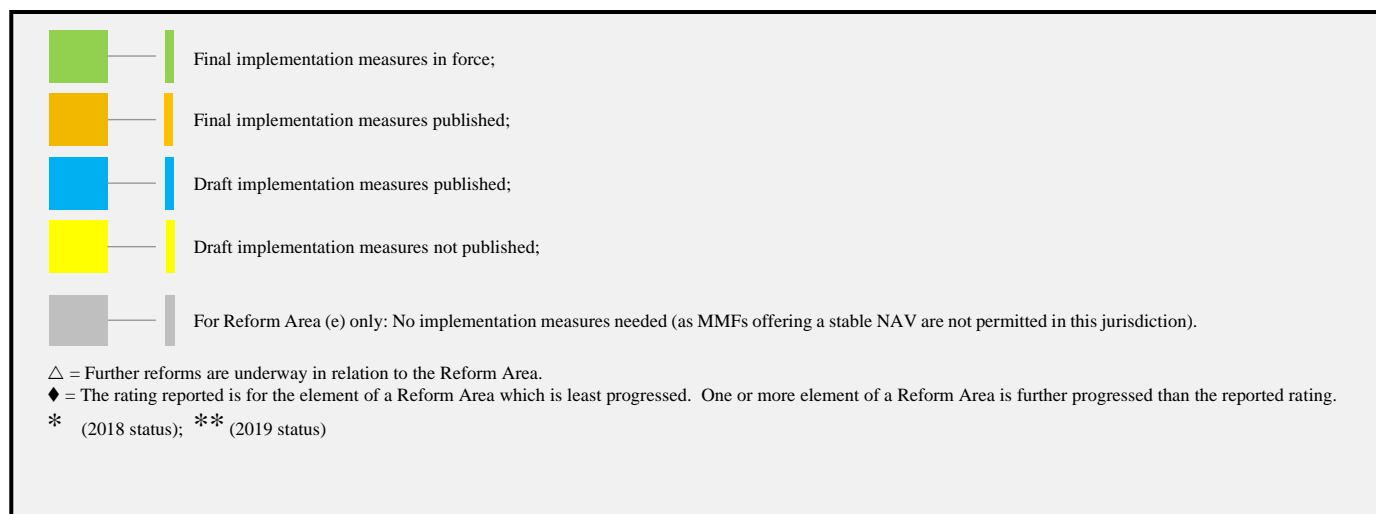 Final implementation measures in force;
Final implementation measures published;
Draft implementation measures published;
Draft implementation measures not published;
For Reform Area (e) only: No implementation measures needed (as MMFs offering a stable NAV are not permitted in this jurisdiction).
△ = Further reforms are underway in relation to the Reform Area.
♦ = The rating reported is for the element of a Reform Area which is least progressed. One or more element of a Reform Area is further progressed than the reported rating.
* (2018 status); ** (2019 status)